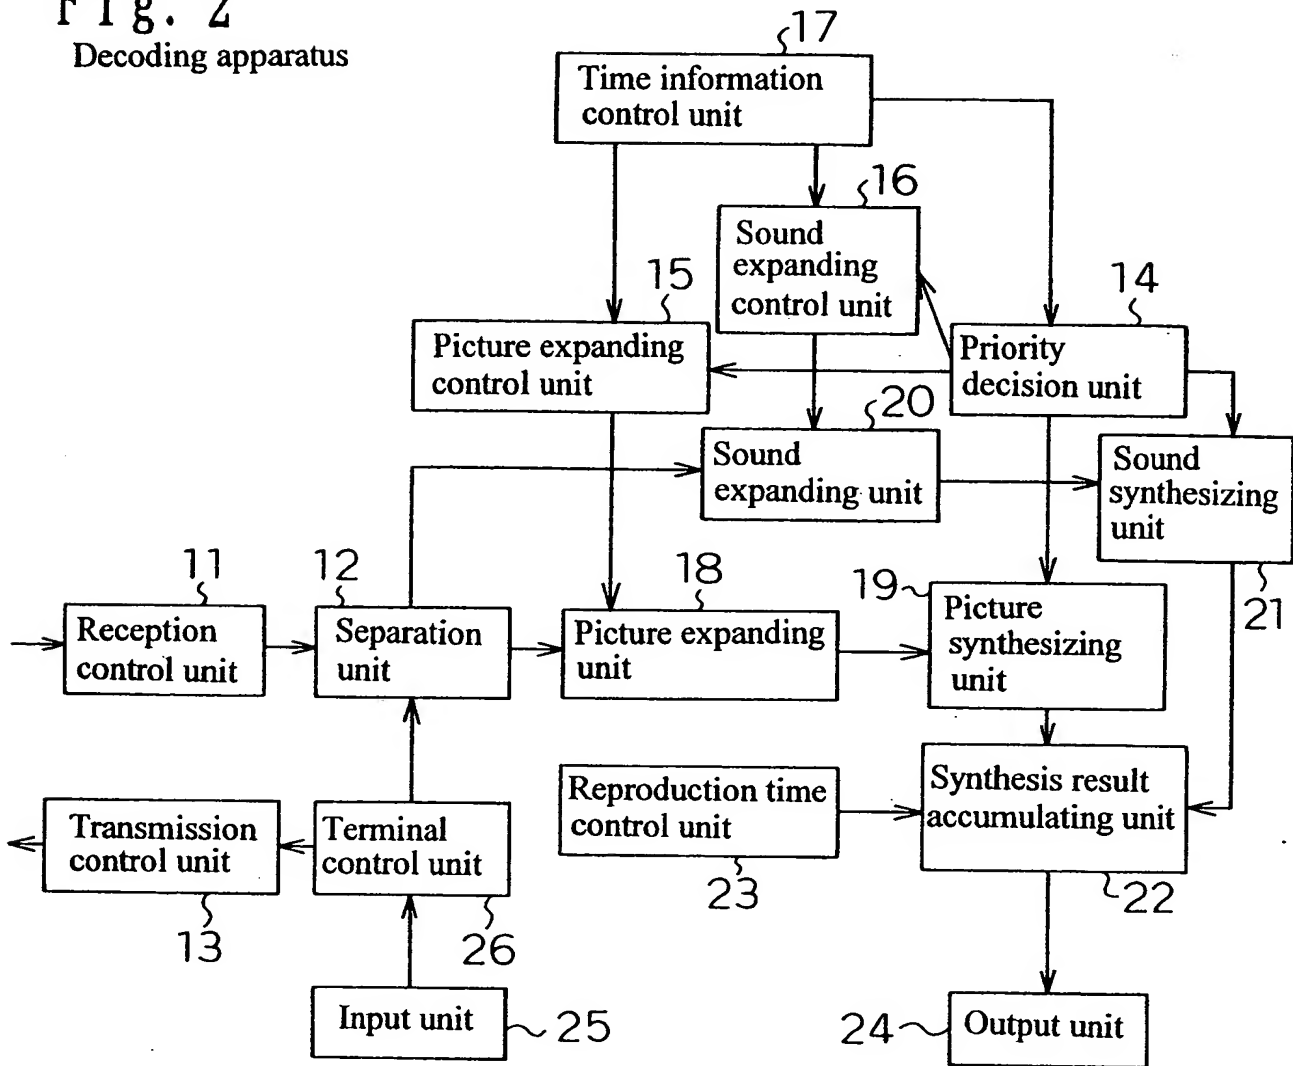 Fig. 2
Decoding apparatus
17
Time information
control unit
16
Sound
expanding
control unit
15
Picture expanding
control unit
14
Priority
decision unit
20
Sound
expanding unit
Sound
synthesizing
unit
21
11
Reception
control unit
12
Separation
unit
18
Picture expanding
unit
19
Picture
synthesizing
unit
Transmission
control unit
13
Terminal
control unit
26
Reproduction time
control unit
23
Synthesis result
accumulating unit
22
Input unit
25
24
Output unit